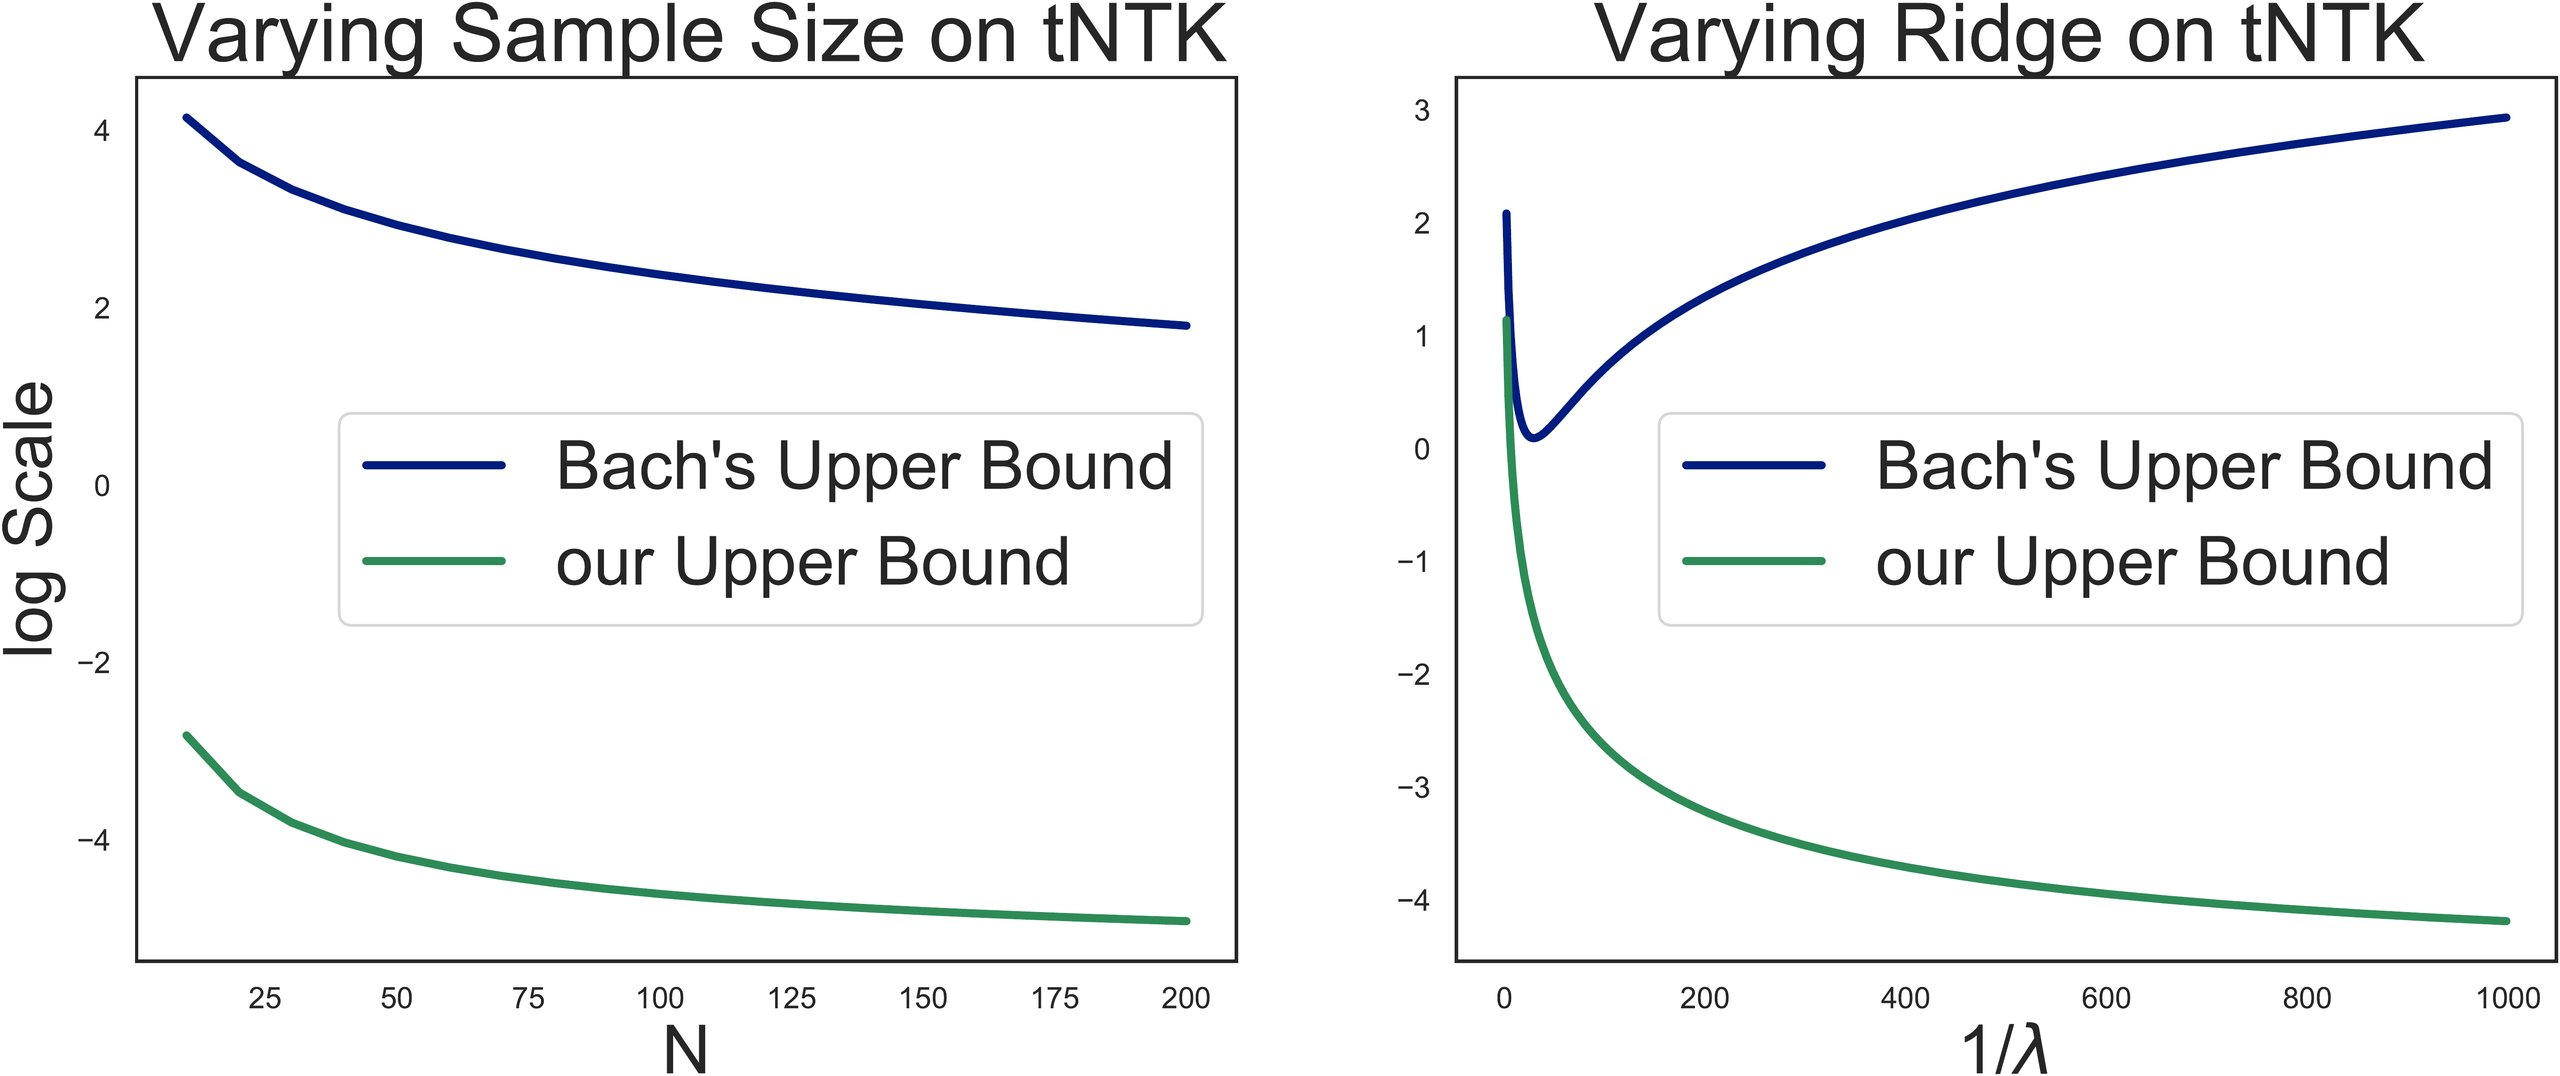 Varying Sample Size on tNTK
log Scale
4
2
0
−2
−4
Bach's Upper Bound
our Upper Bound
25 50 75 100 125 150 175 200
N
Varying Ridge on tNTK
3
2
1
0
−1
−2
−3
−4
Bach's Upper Bound
our Upper Bound
0 200 400 600 800 1000
1/λ